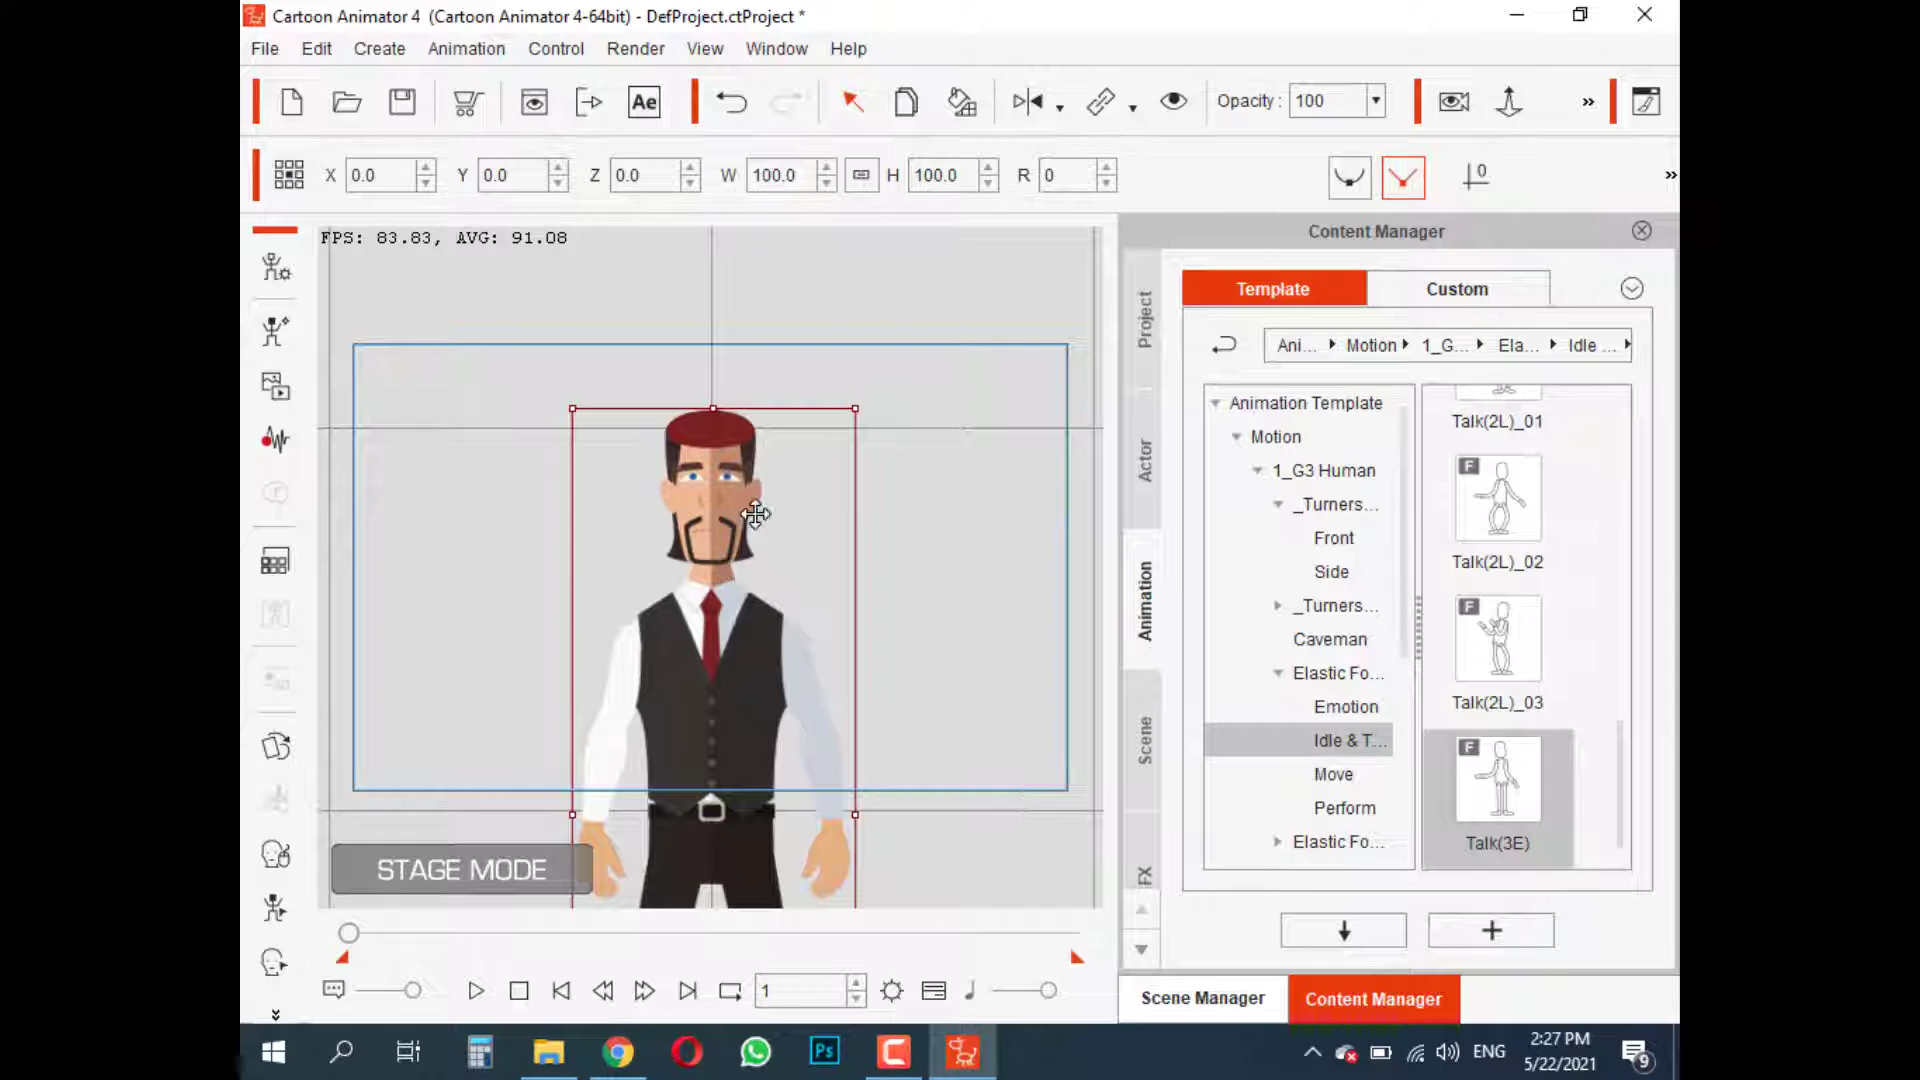 Cartoon Animator 4 (Cartoon Animator 4-64bit) - DefProject.ctProject *
File Edit Create Animation Control Render View Window Help
Ae Opacity : 100 »
X 0.0 Y 0.0 Z 0.0 W 100.0 H 100.0 R 0 0 »
FPS: 83.83, AVG: 91.08
Content Manager
Template Custom
Ani... Motion 1_G... Ela... Idle ...
Project
Actor
Animation
Scene
FX
Animation Template
Motion
1_G3 Human
_Turners...
Front
Side
_Turners...
Caveman
Elastic Fo...
Emotion
Idle & T...
Move
Perform
Elastic Fo...
Talk(2L)_01
F
Talk(2L)_02
F
Talk(2L)_03
F
Talk(3E)
STAGE MODE
1
Scene Manager Content Manager
Ps
ENG
2:27 PM
5/22/2021
9